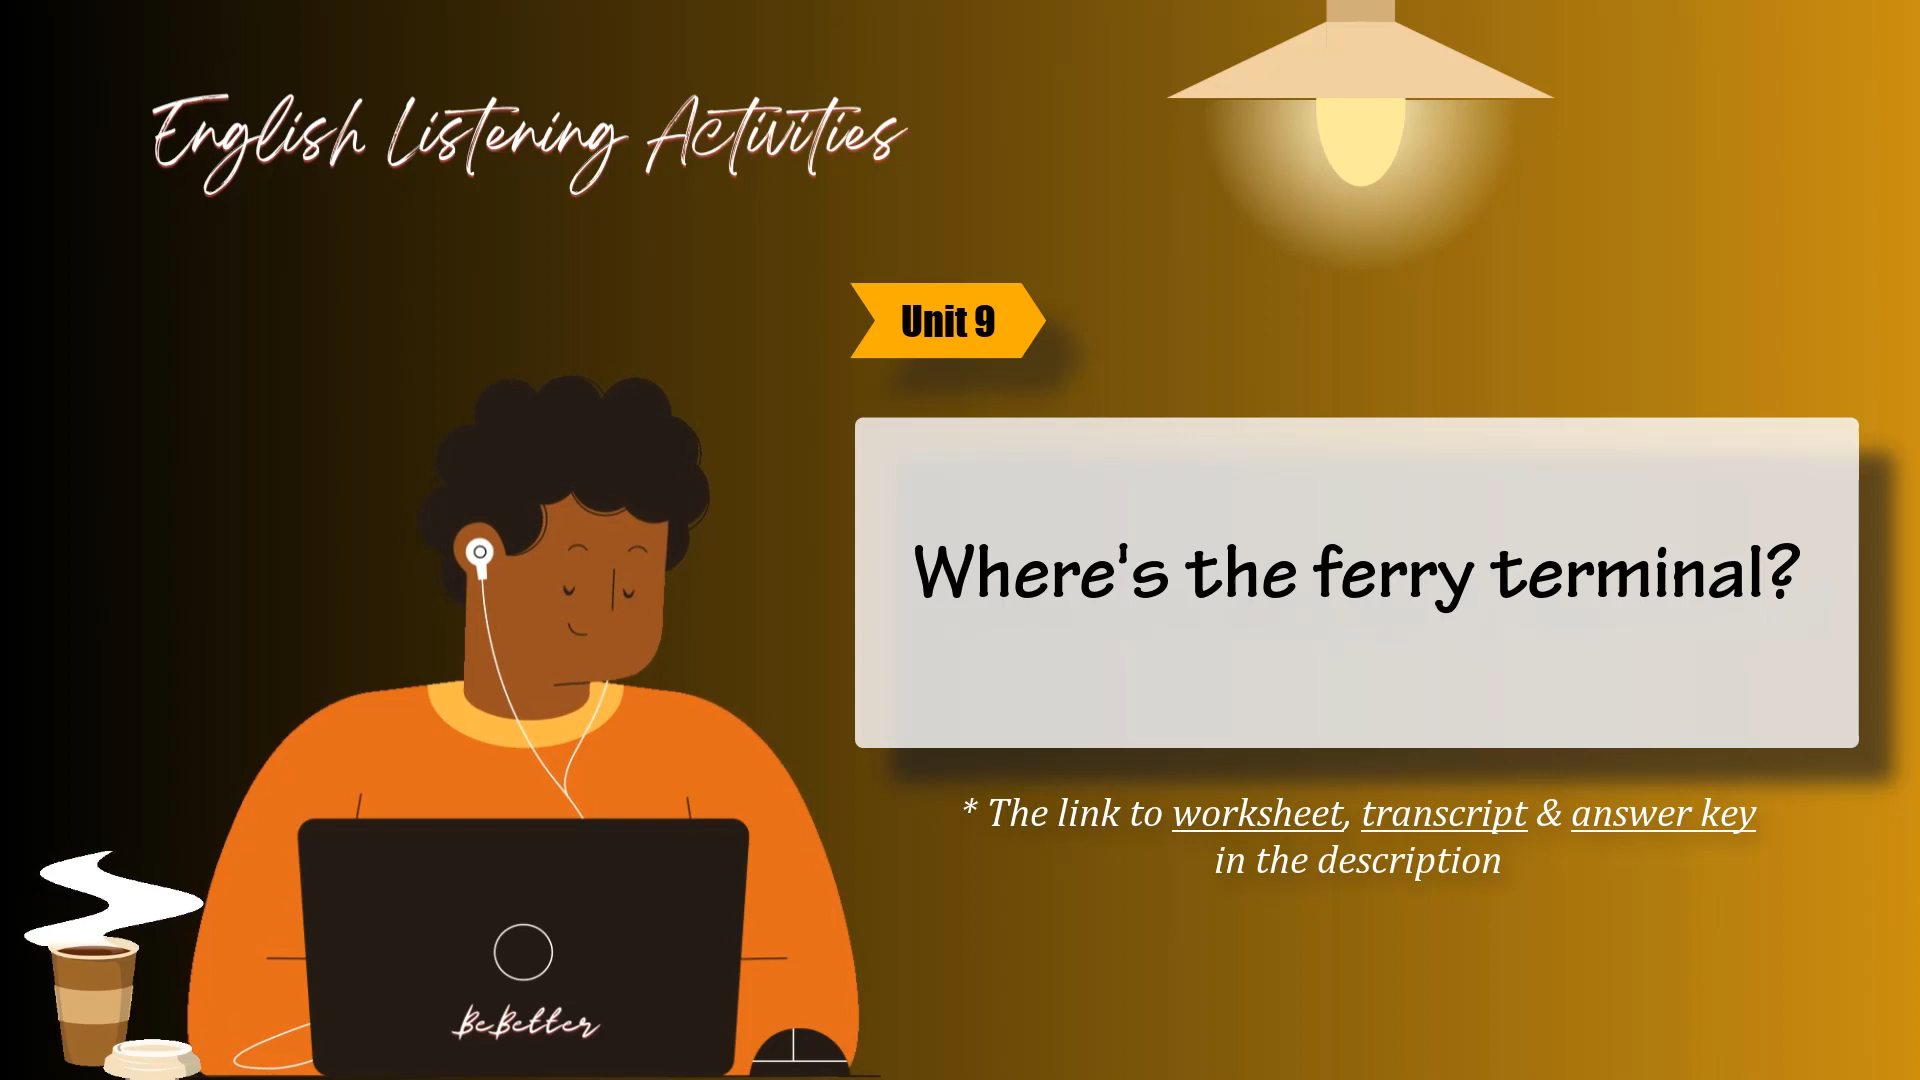 English Listening Activities
Unit 9
Where's the ferry terminal?
* The link to worksheet, transcript & answer key
in the description
BeBetter